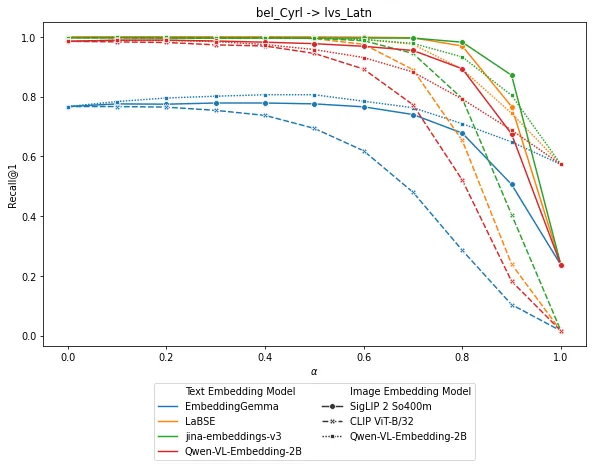 bel_Cyrl -> lvs_Latn
Recall@1
1.0
0.8
0.6
0.4
0.2
0.0
0.0 0.2 0.4 0.6 0.8 1.0
α
Text Embedding Model
EmbeddingGemma
LaBSE
jina-embeddings-v3
Qwen-VL-Embedding-2B
Image Embedding Model
SigLIP 2 So400m
CLIP ViT-B/32
Qwen-VL-Embedding-2B